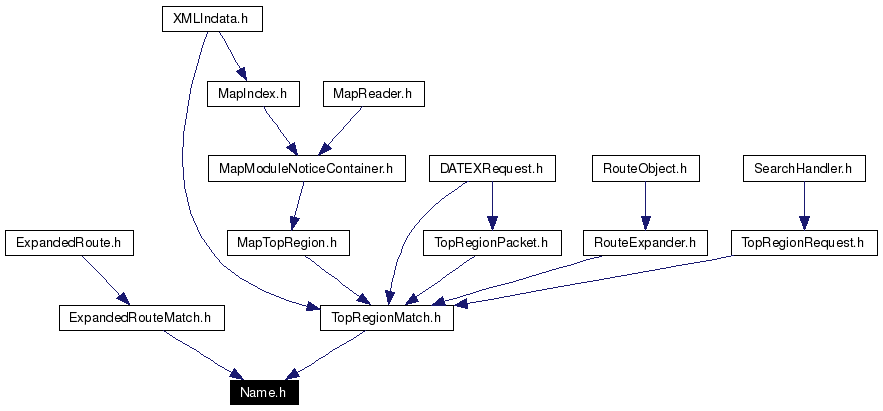 XMLIndata.h
MapIndex.h
MapReader.h
MapModuleNoticeContainer.h
DATEXRequest.h
RouteObject.h
SearchHandler.h
ExpandedRoute.h
MapTopRegion.h
TopRegionPacket.h
RouteExpander.h
TopRegionRequest.h
ExpandedRouteMatch.h
TopRegionMatch.h
Name.h